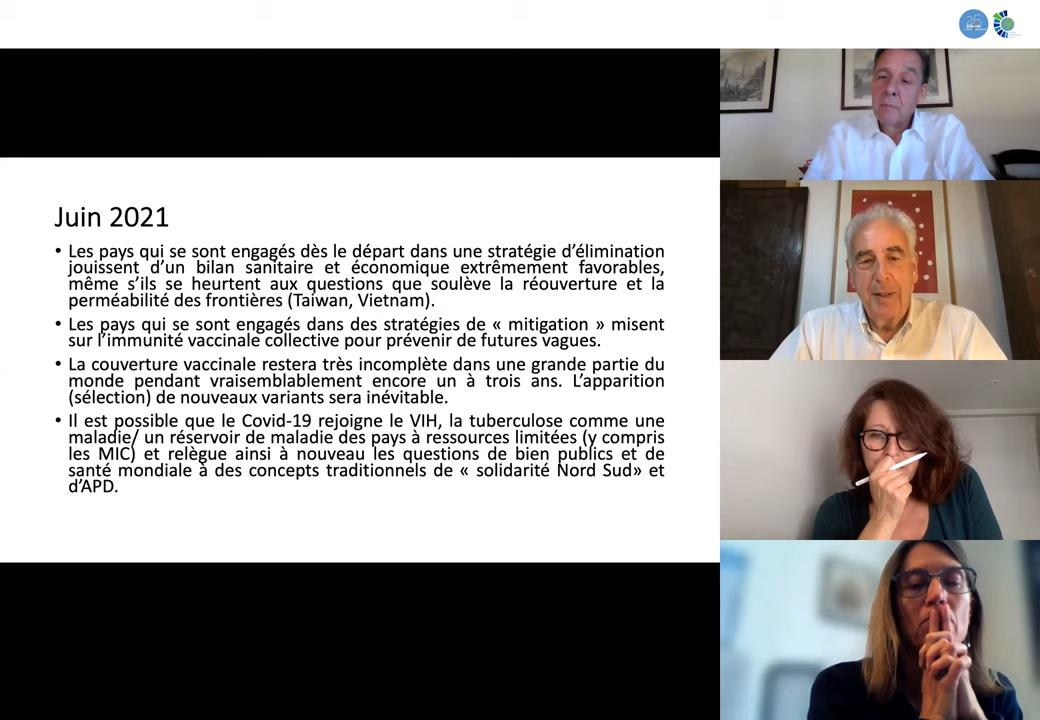 Juin 2021
• Les pays qui se sont engagés dès le départ dans une stratégie d'élimination
jouissent d'un bilan sanitaire et économique extrêmement favorables,
même s'ils se heurtent aux questions que soulève la réouverture et la
perméabilité des frontières (Taiwan, Vietnam).
• Les pays qui se sont engagés dans des stratégies de « mitigation » misent
sur l'immunité vaccinale collective pour prévenir de futures vagues.
• La couverture vaccinale restera très incomplète dans une grande partie du
monde pendant vraisemblablement encore un à trois ans. L'apparition
(sélection) de nouveaux variants sera inévitable.
• Il est possible que le Covid-19 rejoigne le VIH, la tuberculose comme une
maladie/ un réservoir de maladie des pays à ressources limitées (y compris
les MIC) et relègue ainsi à nouveau les questions de bien publics et de
santé mondiale à des concepts traditionnels de « solidarité Nord Sud» et
d'APD.